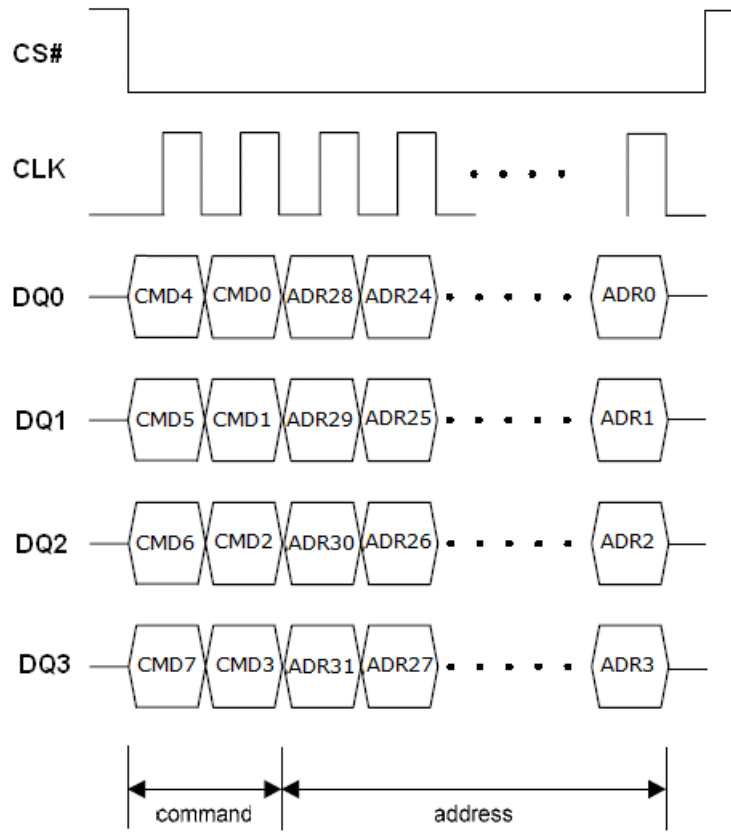 CS#
CLK
DQ0 CMD4 CMD0 ADR28 ADR24 ADR0
DQ1 CMD5 CMD1 ADR29 ADR25 ADR1
DQ2 CMD6 CMD2 ADR30 ADR26 ADR2
DQ3 CMD7 CMD3 ADR31 ADR27 ADR3
command address